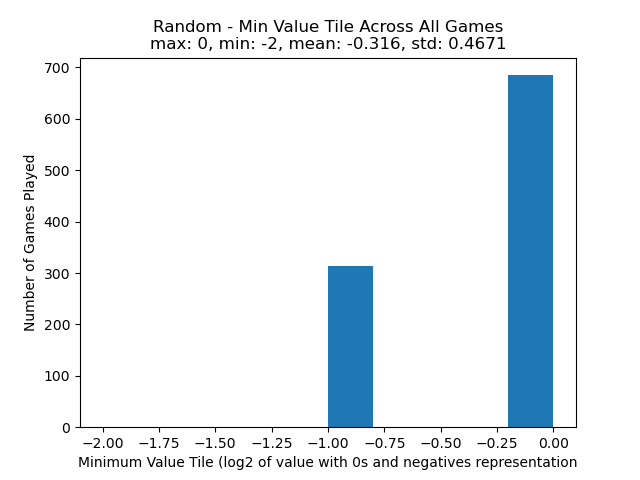 Random - Min Value Tile Across All Games
max: 0, min: -2, mean: -0.316, std: 0.4671
700
600
500
400
300
200
100
0
Number of Games Played
−2.00 −1.75 −1.50 −1.25 −1.00 −0.75 −0.50 −0.25 0.00
Minimum Value Tile (log2 of value with 0s and negatives representation